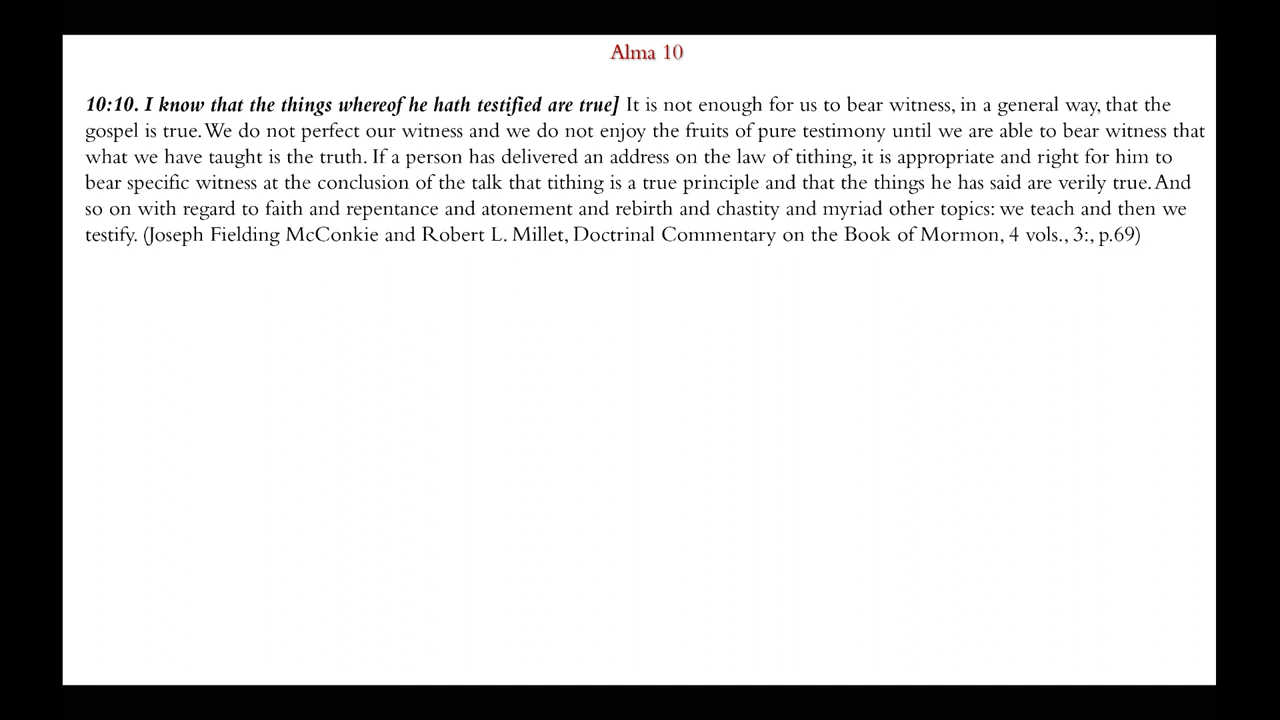 Alma 10
10:10. I know that the things whereof he hath testified are true] It is not enough for us to bear witness, in a general way, that the
gospel is true. We do not perfect our witness and we do not enjoy the fruits of pure testimony until we are able to bear witness that
what we have taught is the truth. If a person has delivered an address on the law of tithing, it is appropriate and right for him to
bear specific witness at the conclusion of the talk that tithing is a true principle and that the things he has said are verily true. And
so on with regard to faith and repentance and atonement and rebirth and chastity and myriad other topics: we teach and then we
testify. (Joseph Fielding McConkie and Robert L. Millet, Doctrinal Commentary on the Book of Mormon, 4 vols., 3:, p.69)